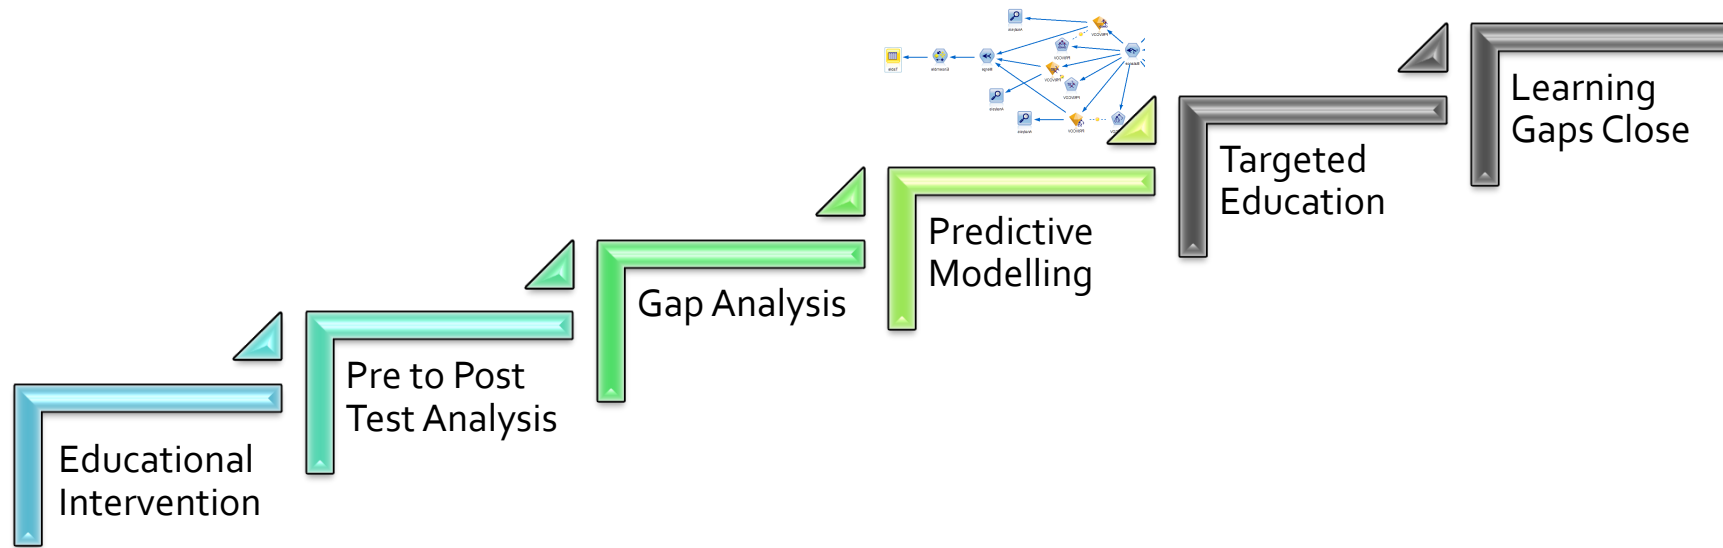 Educational
Intervention
Pre to Post
Test Analysis
Gap Analysis
Predictive
Modelling
Targeted
Education
Learning
Gaps Close